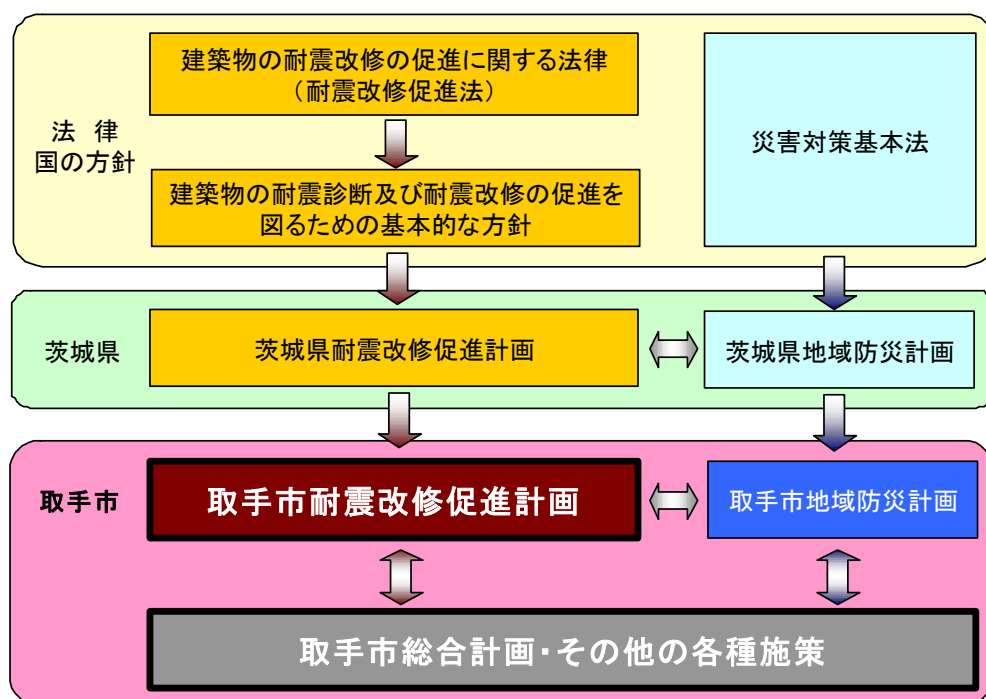 建築物の耐震改修の促進に関する法律
（耐震改修促進法）
法 律
国の方針
災害対策基本法
建築物の耐震診断及び耐震改修の促進を
図るための基本的な方針
茨城県
茨城県耐震改修促進計画
茨城県地域防災計画
取手市
取手市耐震改修促進計画
取手市地域防災計画
取手市総合計画・その他の各種施策